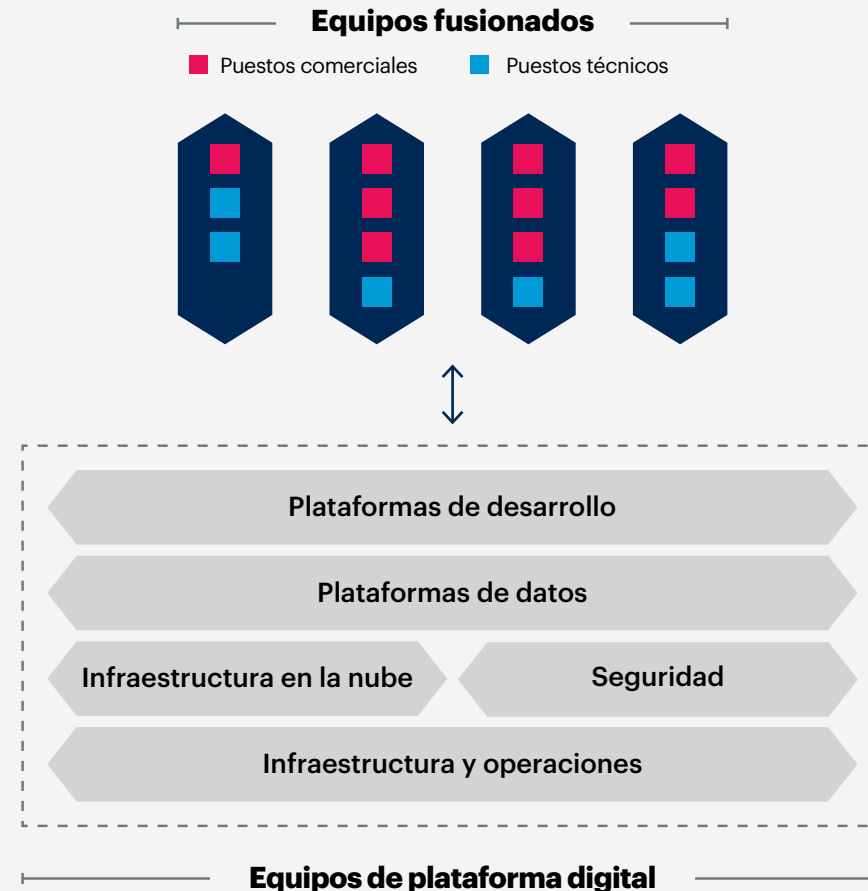 Equipos fusionados
Puestos comerciales
Puestos técnicos
Plataformas de desarrollo
Plataformas de datos
Infraestructura en la nube
Seguridad
Infraestructura y operaciones
Equipos de plataforma digital